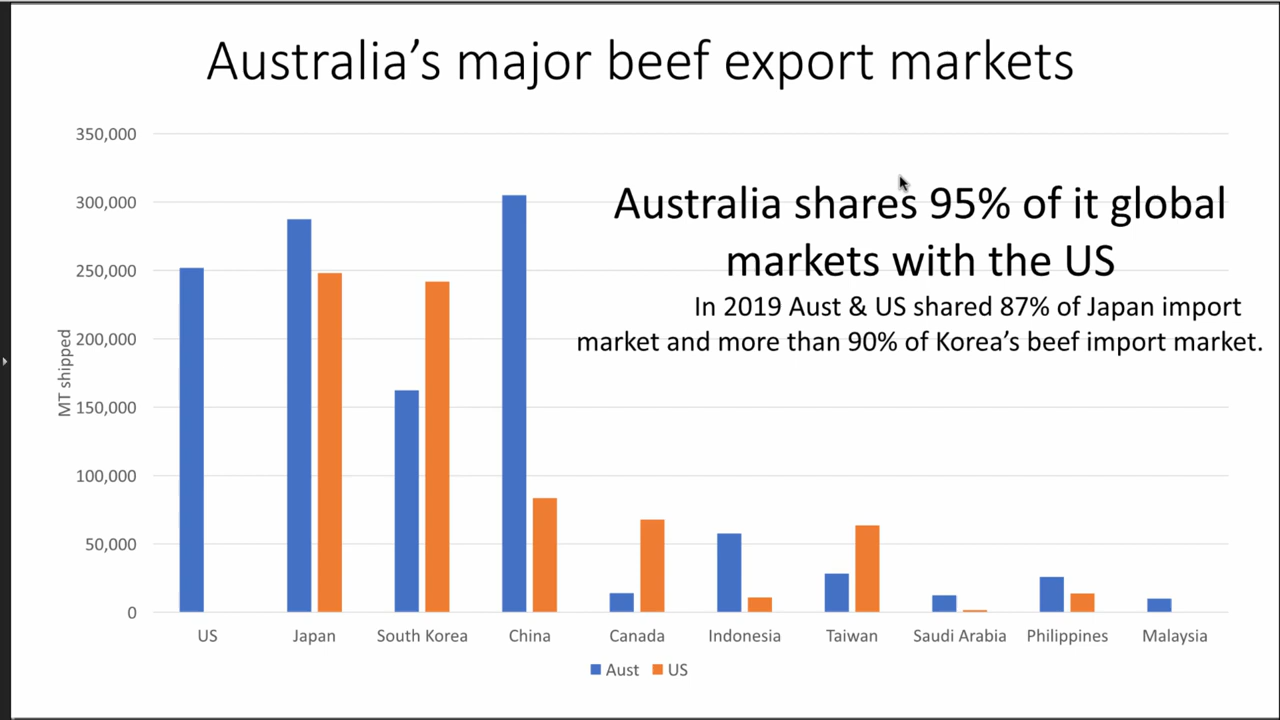 Australia’s major beef export markets
350,000
300,000
250,000
200,000
150,000
100,000
50,000
0
MT shipped
Australia shares 95% of it global
markets with the US
In 2019 Aust & US shared 87% of Japan import
market and more than 90% of Korea’s beef import market.
US Japan South Korea China Canada Indonesia Taiwan Saudi Arabia Philippines Malaysia
Aust US